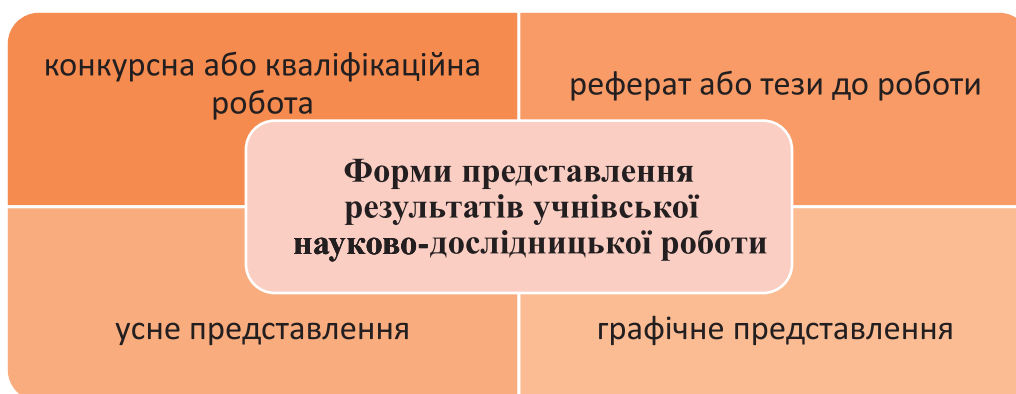 конкурсна або кваліфікаційна
робота
реферат або тези до роботи
Форми представлення
результатів учнівської
науково-дослідницької роботи
усне представлення
графічне представлення